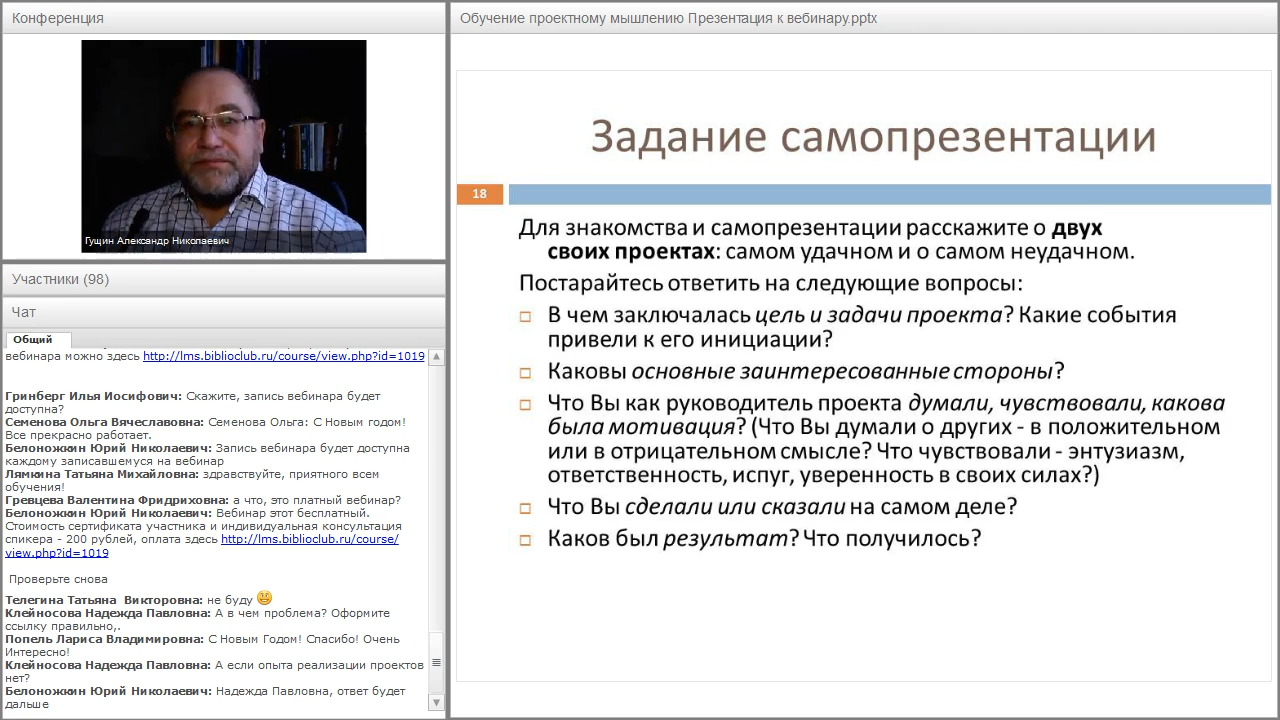 Конференция
Гущин Александр Николаевич
Участники (98)
Чат
Общий
вебинара можно здесь http://lms.biblioclub.ru/course/view.php?id=1019
Гринберг Илья Иосифович: Скажите, запись вебинара будет
доступна?
Семенова Ольга Вячеславовна: Семенова Ольга: С Новым годом!
Все прекрасно работает.
Белоножкин Юрий Николаевич: Запись вебинара будет доступна
каждому записавшемуся на вебинар
Лямкина Татьяна Михайловна: здравствуйте, приятного всем
обучения!
Гревцева Валентина Фридриховна: а что, это платный вебинар?
Белоножкин Юрий Николаевич: Вебинар этот бесплатный.
Стоимость сертификата участника и индивидуальная консультация
спикера - 200 рублей, оплата здесь http://lms.biblioclub.ru/course/
view.php?id=1019
Проверьте снова
Телегина Татьяна  Викторовна: не буду
Клейносова Надежда Павловна: А в чем проблема? Оформите
ссылку правильно,.
Попель Лариса Владимировна: С Новым Годом! Спасибо! Очень
Интересно!
Клейносова Надежда Павловна: А если опыта реализации проектов
нет?
Белоножкин Юрий Николаевич: Надежда Павловна, ответ будет
дальше
Обучение проектному мышлению Презентация к вебинару.pptx
Задание самопрезентации
18
Для знакомства и самопрезентации расскажите о двух
своих проектах: самом удачном и о самом неудачном.
Постарайтесь ответить на следующие вопросы:
В чем заключалась цель и задачи проекта? Какие события
привели к его инициации?
Каковы основные заинтересованные стороны?
Что Вы как руководитель проекта думали, чувствовали, какова
была мотивация? (Что Вы думали о других - в положительном
или в отрицательном смысле? Что чувствовали - энтузиазм,
ответственность, испуг, уверенность в своих силах?)
Что Вы сделали или сказали на самом деле?
Каков был результат? Что получилось?